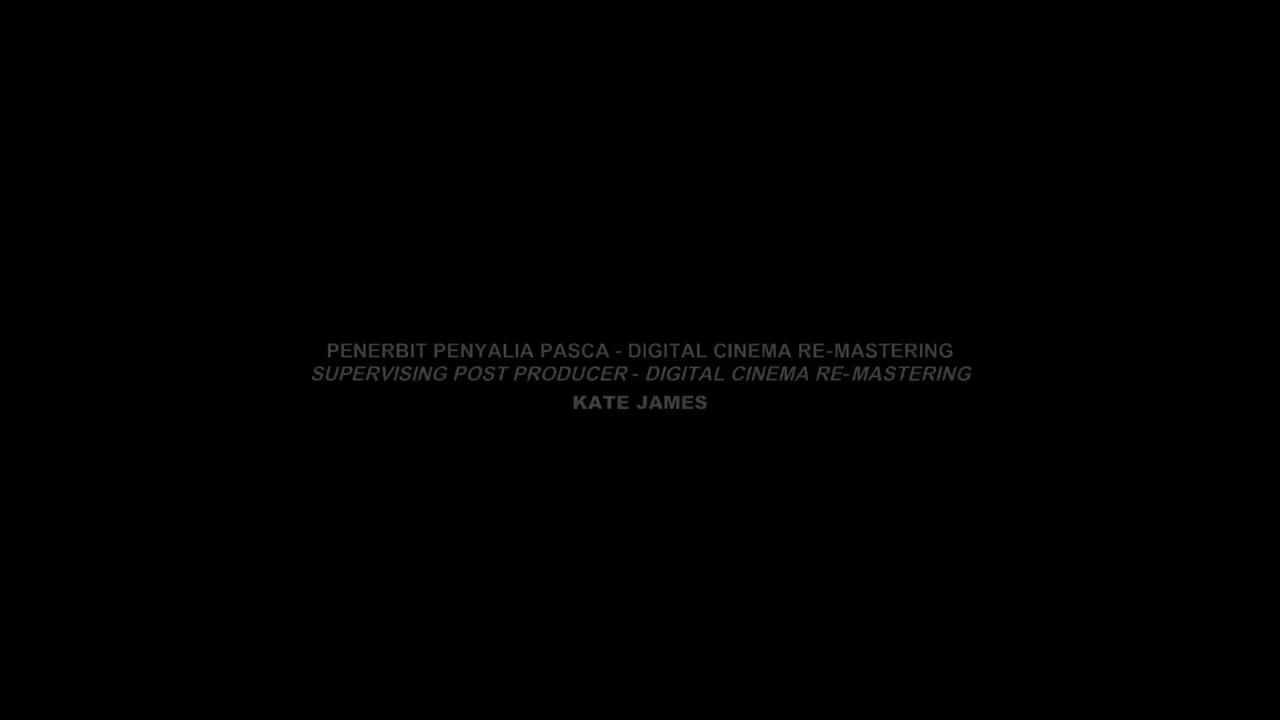 PENERBIT PENYALIA PASCA - DIGITAL CINEMA RE-MASTERING
SUPERVISING POST PRODUCER - DIGITAL CINEMA RE-MASTERING
KATE JAMES